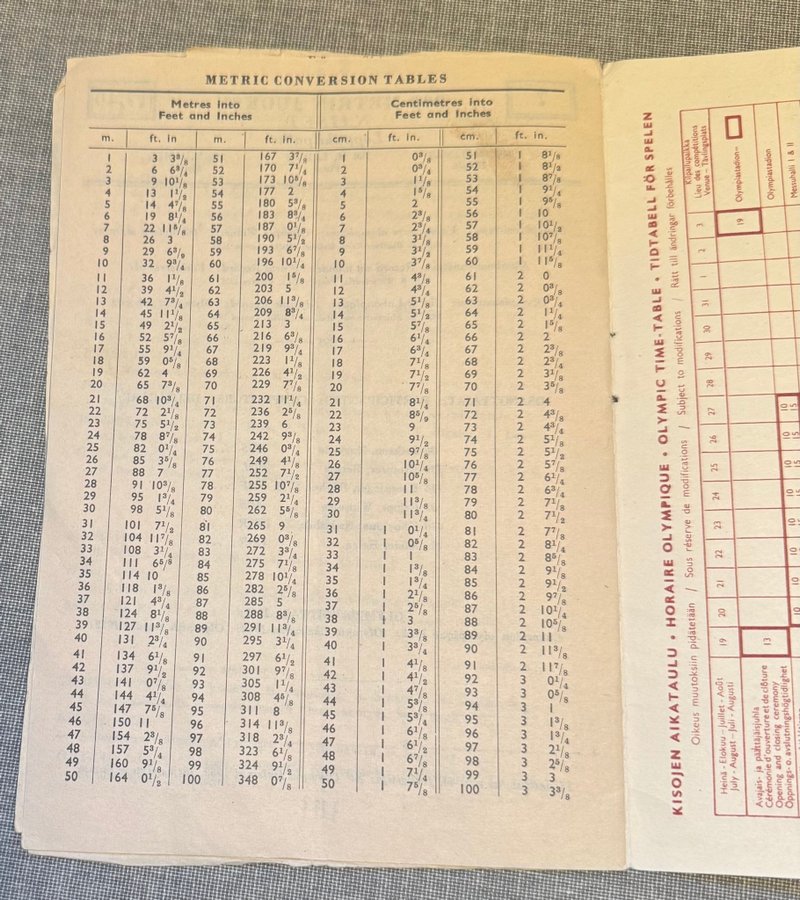 METRIC CONVERSION TABLES
Metres into Feet and Inches Centimetres into Feet and Inches
m. ft. in m. ft. in. cm. ft. in. cm. ft. in.
1 3 3³/₈ 51 167 3⁷/₈ 1 0³/₈ 51 1 8¹/₈
2 6 6³/₄ 52 170 7¹/₄ 2 0³/₄ 52 1 8¹/₂
3 9 10¹/₈ 53 173 10⁵/₈ 3 1¹/₈ 53 1 8⁷/₈
4 13 1¹/₂ 54 177 2 4 1⁵/₈ 54 1 9¹/₄
5 14 4⁷/₈ 55 180 5³/₈ 5 2 55 1 9⁵/₈
6 19 8¹/₄ 56 183 8³/₄ 6 2³/₈ 56 1 10
7 22 11⁵/₈ 57 187 0¹/₈ 7 2³/₄ 57 1 10¹/₂
8 26 3 58 190 5¹/₂ 8 3¹/₈ 58 1 10⁷/₈
9 29 6³/₉ 59 193 6⁷/₈ 9 3¹/₂ 59 1 11¹/₄
10 32 9³/₄ 60 196 10¹/₄ 10 3⁷/₈ 60 1 11⁵/₈
11 36 1¹/₈ 61 200 1⁵/₈ 11 4³/₈ 61 2 0
12 39 4¹/₂ 62 203 5 12 4³/₄ 62 2 0³/₈
13 42 7³/₄ 63 206 11³/₈ 13 5¹/₈ 63 2 0³/₄
14 45 11¹/₈ 64 209 8³/₄ 14 5¹/₂ 64 2 1¹/₄
15 49 2¹/₂ 65 213 3 15 5⁷/₈ 65 2 1⁵/₈
16 52 5⁷/₈ 66 216 6³/₈ 16 6¹/₄ 66 2 2
17 55 9¹/₄ 67 219 9³/₄ 17 6³/₄ 67 2 2³/₈
18 59 0⁵/₈ 68 223 1¹/₈ 18 7¹/₈ 68 2 2³/₄
19 62 4 69 226 4¹/₂ 19 7¹/₂ 69 2 3¹/₈
20 65 7³/₈ 70 229 7⁷/₈ 20 7⁷/₈ 70 2 3⁵/₈
21 68 10³/₄ 71 232 11¹/₄ 21 8¹/₄ 71 2 4
22 72 2¹/₈ 72 236 2⁵/₈ 22 8⁵/₉ 72 2 4³/₈
23 75 5¹/₂ 73 239 6 23 9 73 2 4³/₄
24 78 8⁷/₈ 74 242 9³/₈ 24 9¹/₂ 74 2 5¹/₈
25 82 0¹/₄ 75 246 0³/₄ 25 9⁷/₈ 75 2 5¹/₂
26 85 3⁵/₈ 76 249 4¹/₈ 26 10¹/₄ 76 2 5⁷/₈
27 88 7 77 252 7¹/₂ 27 10⁵/₈ 77 2 6¹/₄
28 91 10³/₈ 78 255 10⁷/₈ 28 11 78 2 6³/₄
29 95 1³/₄ 79 259 2¹/₄ 29 11³/₈ 79 2 7¹/₈
30 98 5¹/₈ 80 262 5⁵/₈ 30 11³/₄ 80 2 7¹/₂
31 101 7¹/₂ 81 265 9 31 1 0¹/₄ 81 2 7⁷/₈
32 104 11⁷/₈ 82 269 0³/₈ 32 1 0⁵/₈ 82 2 8¹/₄
33 108 3¹/₄ 83 272 3³/₄ 33 1 1 83 2 8⁵/₈
34 111 6⁵/₈ 84 275 7¹/₈ 34 1 1³/₈ 84 2 9¹/₈
35 114 10 85 278 10¹/₄ 35 1 1³/₄ 85 2 9¹/₂
36 118 1³/₈ 86 282 2⁵/₈ 36 1 2¹/₈ 86 2 9⁷/₈
37 121 4³/₄ 87 285 5 37 1 2⁵/₈ 87 2 10¹/₄
38 124 8¹/₈ 88 288 8³/₈ 38 1 3 88 2 10⁵/₈
39 127 11³/₈ 89 291 11³/₄ 39 1 3³/₈ 89 2 11
40 131 2³/₄ 90 295 3¹/₄ 40 1 3³/₄ 90 2 11³/₈
41 134 6¹/₈ 91 297 6¹/₂ 41 1 4¹/₈ 91 2 11⁷/₈
42 137 9¹/₂ 92 301 9⁷/₈ 42 1 4¹/₂ 92 3 0¹/₄
43 141 0⁷/₈ 93 305 1¹/₄ 43 1 4⁷/₈ 93 3 0⁵/₈
44 144 4¹/₄ 94 308 4⁵/₈ 44 1 5³/₈ 94 3 1
45 147 7⁵/₈ 95 311 8 45 1 5³/₄ 95 3 1³/₈
46 150 11 96 314 11³/₈ 46 1 6¹/₈ 96 3 1³/₄
47 154 2³/₈ 97 318 2³/₄ 47 1 6¹/₂ 97 3 2¹/₈
48 157 5³/₄ 98 323 6¹/₂ 48 1 6⁷/₈ 98 3 2⁵/₈
49 160 9¹/₈ 99 324 9¹/₂ 49 1 7¹/₄ 99 3 3
50 164 0¹/₂ 100 348 0⁷/₈ 50 1 7⁵/₈ 100 3 3³/₈
KISOJEN AIKATAULU • HORAIRE OLYMPIQUE • OLYMPIC TIME-TABLE • TIDTABELL FÖR SPELEN
Oikeus muutoksiin pidätetään / Sous réserve de modifications / Subject to modifications / Rätt till ändringar förbehålles
Heinä - Elokuu – Juillet - Août
July - August – Juli - Augusti
19 20 21 22 23 24 25 26 27 28 29 30 31 1 2 3
Kilpailupaikka
Lieu des compétitions
Venue – Tävlingsplats
Avajais- ja päättäjäisjuhla
Cérémonie d'ouverture et de clôture
Opening and closing ceremony
Öppnings- o. avslutningshögtidlighet
13 19 Olympiastadion–
Olympiastadion
10 10 10
15 15
Messuhalli I & II